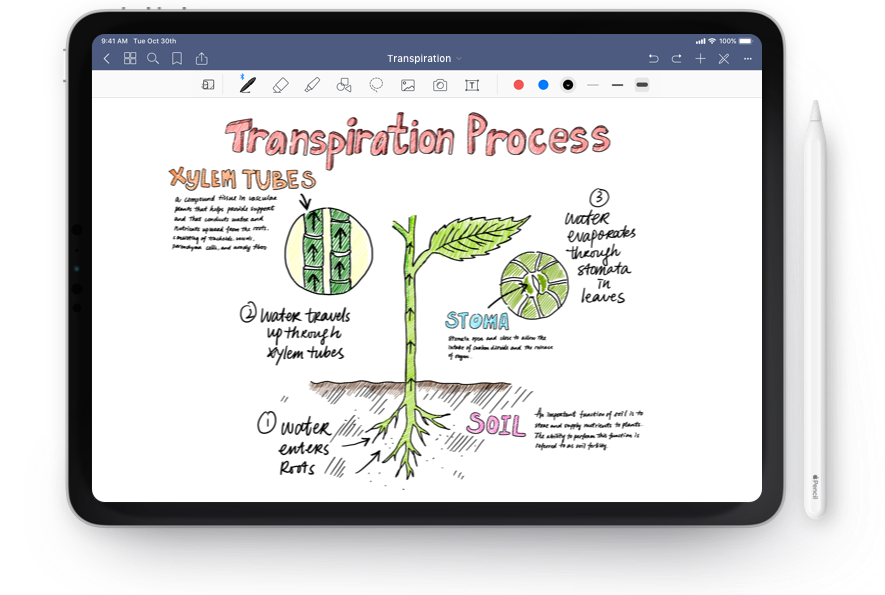 9:41 AM Tue Oct 30th
100%
Transpiration
T
Transpiration Process
XYLEM TUBES
a compound tissue in vascular
plants that helps provide support
and that conducts water and
nutrients upward from the roots,
consisting of tracheids, vessels,
parenchyma cells, and woody fibers
② Water travels
up through
xylem tubes
③
Water
evaporates
through
stomata
in
leaves
STOMA
Stomata open and close to allow the
intake of carbon dioxide and the release
of oxygen.
① Water
enters
Roots
SOIL
An important function of soil is to
store and supply nutrients to plants.
The ability to perform this function is
referred to as soil fertility.
Pencil